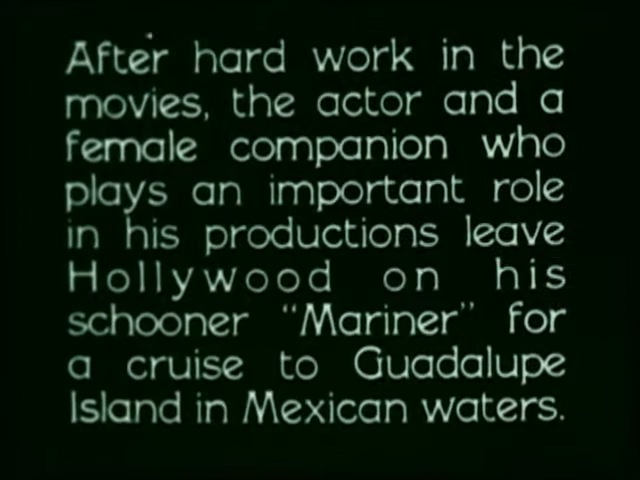 After hard work in the
movies, the actor and a
female companion who
plays an important role
in his productions leave
Hollywood on his
schooner "Mariner" for
a cruise to Guadalupe
Island in Mexican waters.